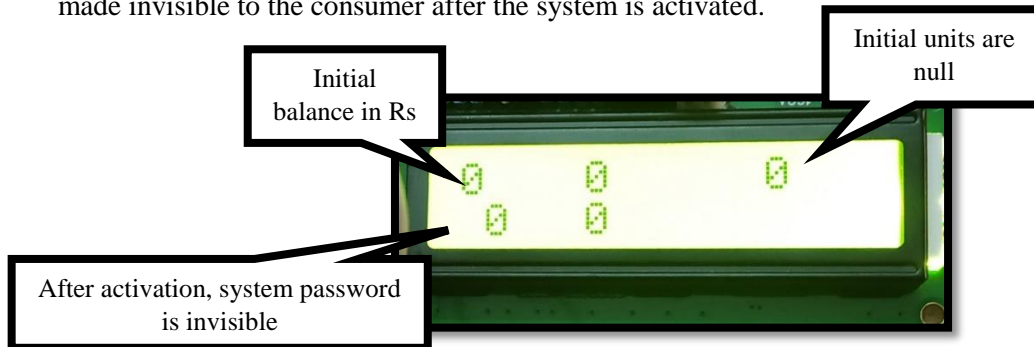 made invisible to the consumer after the system is activated.
Initial
balance in Rs
Initial units are
null
0 0 0
0 0
After activation, system password
is invisible